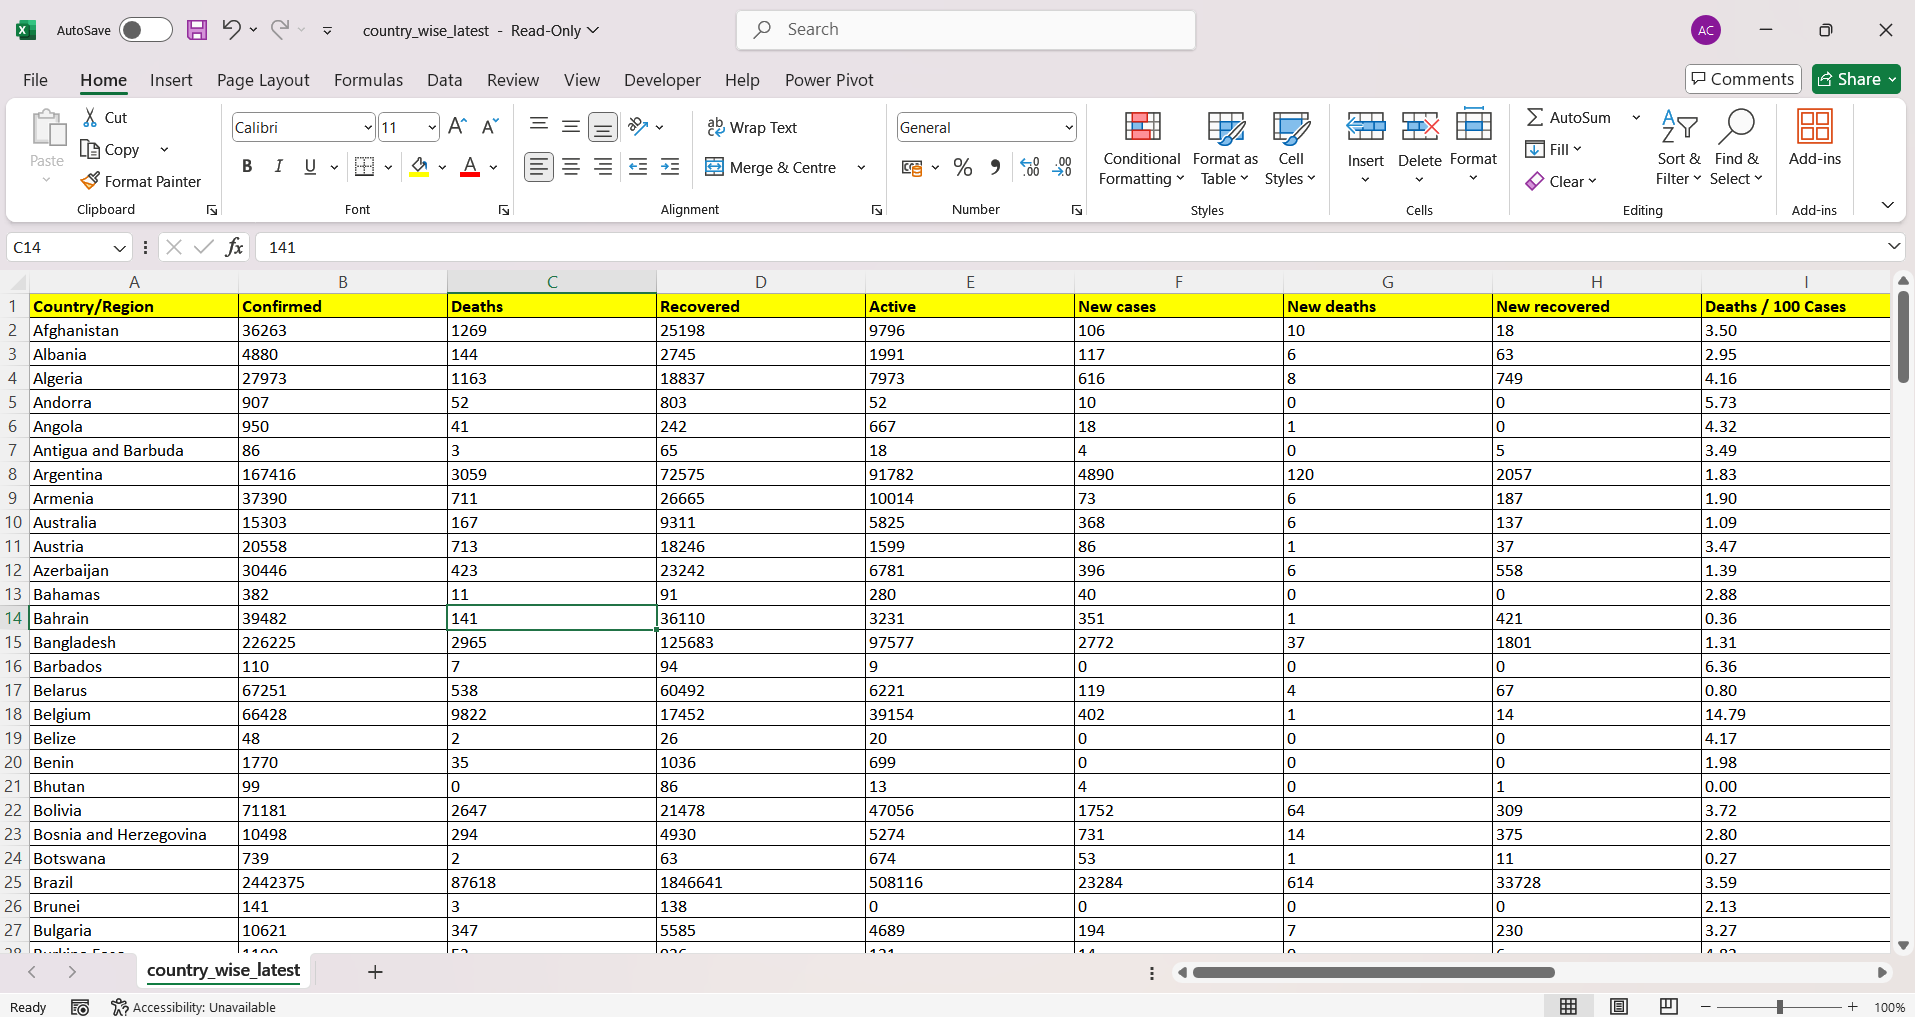 AutoSave country_wise_latest - Read-Only Search AC
File Home Insert Page Layout Formulas Data Review View Developer Help Power Pivot Comments Share
Paste Cut Copy Format Painter Clipboard
Calibri 11 B I U A Font
Wrap Text Merge & Centre Alignment
General % Number
Conditional Formatting Format as Table Cell Styles Styles
Insert Delete Format Cells
AutoSum Fill Clear Sort & Filter Find & Select Editing
Add-ins Add-ins
C14 fx 141
A B C D E F G H I
1 Country/Region Confirmed Deaths Recovered Active New cases New deaths New recovered Deaths / 100 Cases
2 Afghanistan 36263 1269 25198 9796 106 10 18 3.50
3 Albania 4880 144 2745 1991 117 6 63 2.95
4 Algeria 27973 1163 18837 7973 616 8 749 4.16
5 Andorra 907 52 803 52 10 0 0 5.73
6 Angola 950 41 242 667 18 1 0 4.32
7 Antigua and Barbuda 86 3 65 18 4 0 5 3.49
8 Argentina 167416 3059 72575 91782 4890 120 2057 1.83
9 Armenia 37390 711 26665 10014 73 6 187 1.90
10 Australia 15303 167 9311 5825 368 6 137 1.09
11 Austria 20558 713 18246 1599 86 1 37 3.47
12 Azerbaijan 30446 423 23242 6781 396 6 558 1.39
13 Bahamas 382 11 91 280 40 0 0 2.88
14 Bahrain 39482 141 36110 3231 351 1 421 0.36
15 Bangladesh 226225 2965 125683 97577 2772 37 1801 1.31
16 Barbados 110 7 94 9 0 0 0 6.36
17 Belarus 67251 538 60492 6221 119 4 67 0.80
18 Belgium 66428 9822 17452 39154 402 1 14 14.79
19 Belize 48 2 26 20 0 0 0 4.17
20 Benin 1770 35 1036 699 0 0 0 1.98
21 Bhutan 99 0 86 13 4 0 1 0.00
22 Bolivia 71181 2647 21478 47056 1752 64 309 3.72
23 Bosnia and Herzegovina 10498 294 4930 5274 731 14 375 2.80
24 Botswana 739 2 63 674 53 1 11 0.27
25 Brazil 2442375 87618 1846641 508116 23284 614 33728 3.59
26 Brunei 141 3 138 0 0 0 0 2.13
27 Bulgaria 10621 347 5585 4689 194 7 230 3.27
country_wise_latest
Ready Accessibility: Unavailable 100%